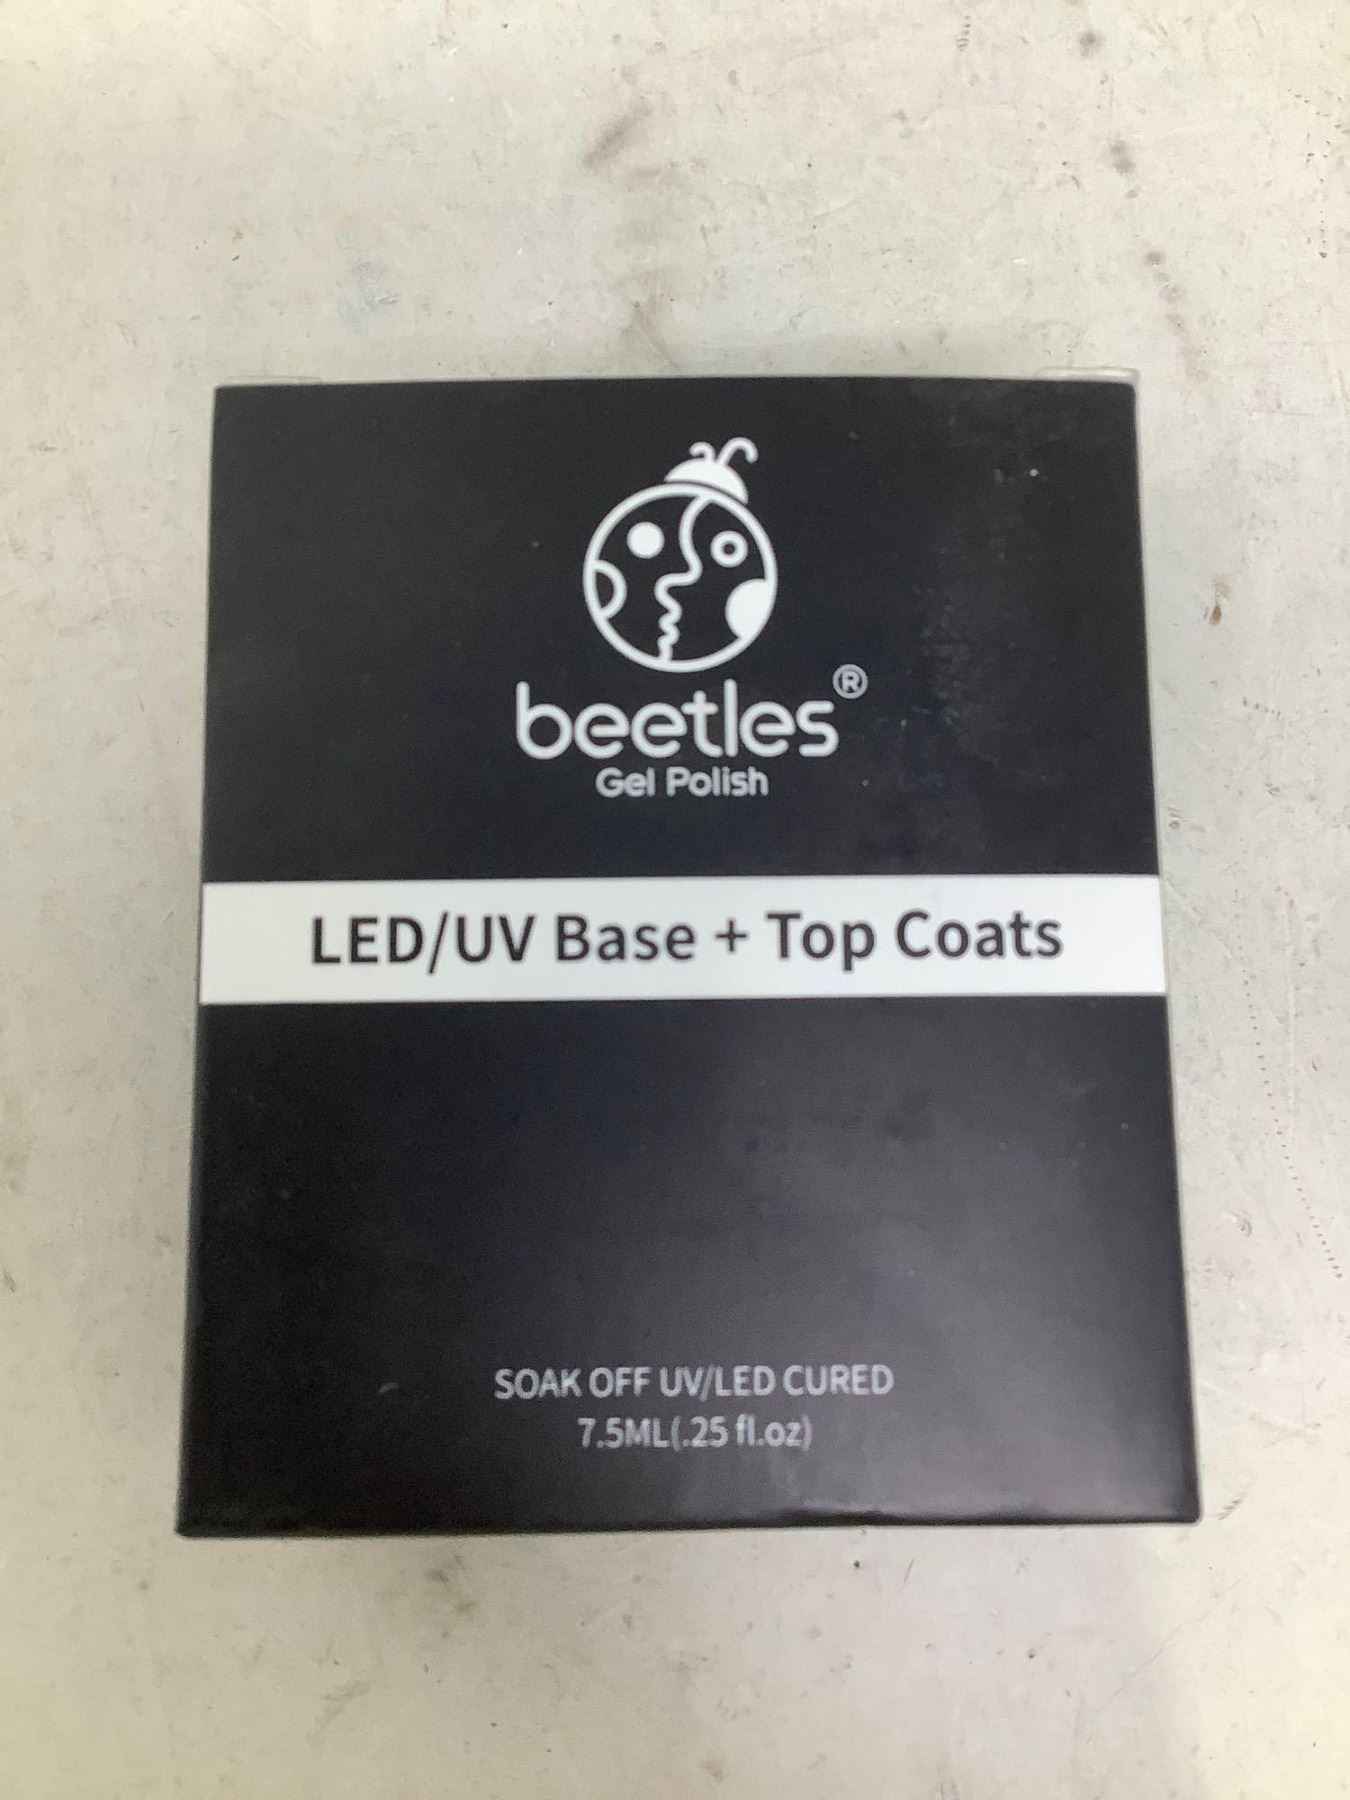 beetles®
Gel Polish
LED/UV Base + Top Coats
SOAK OFF UV/LED CURED
7.5ML(.25 fl.oz)